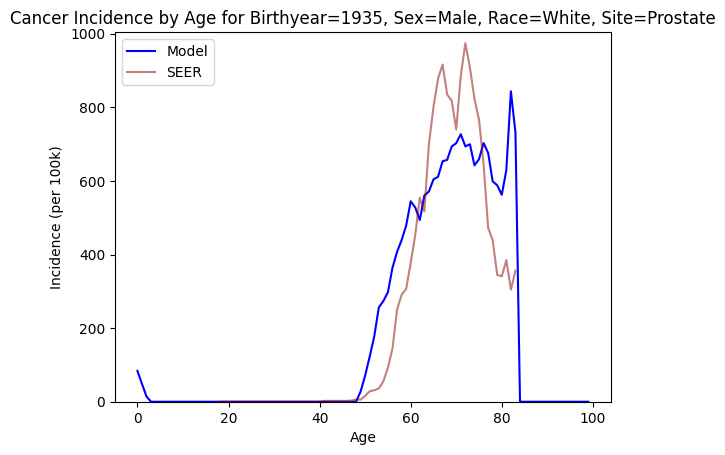 Cancer Incidence by Age for Birthyear=1935, Sex=Male, Race=White, Site=Prostate
Model
SEER
Incidence (per 100k)
1000
800
600
400
200
0
0 20 40 60 80 100
Age